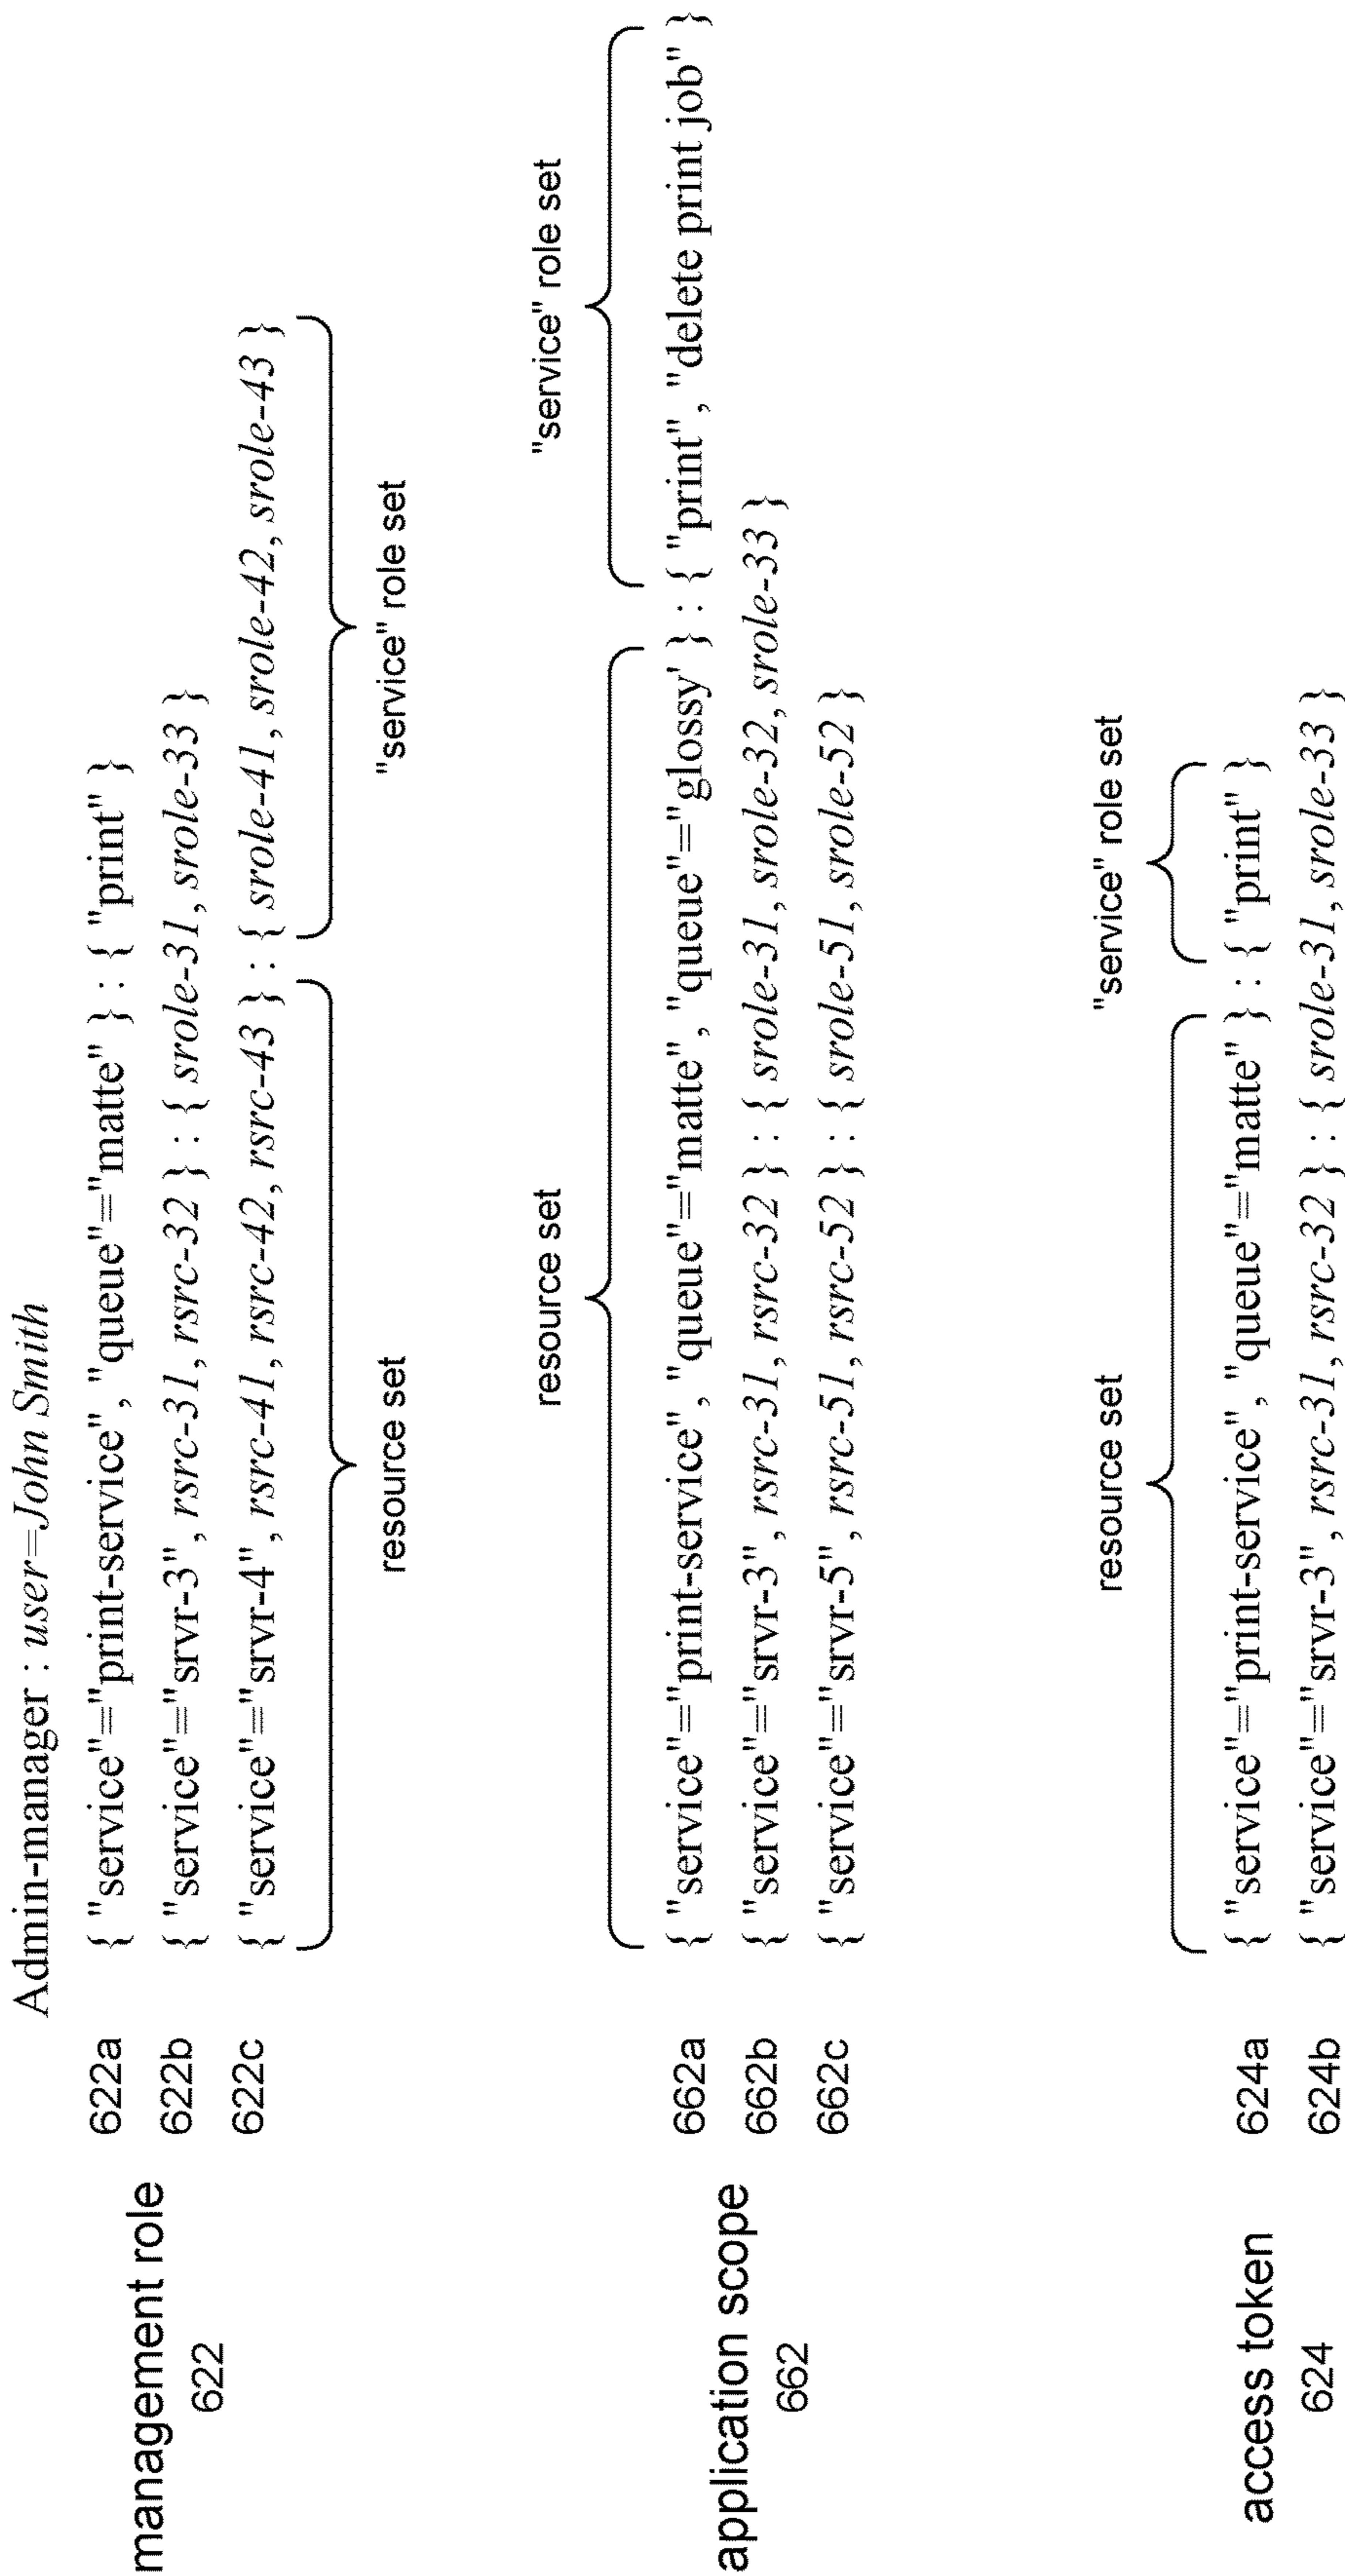 Admin-manager : user=John Smith
management role
622
622a { "service"="print-service", "queue"="matte" } : { "print" }
622b { "service"="srvr-3", rsrc-31, rsrc-32 } : { srole-31, srole-33 }
622c { "service"="srvr-4", rsrc-41, rsrc-42, rsrc-43 } : { srole-41, srole-42, srole-43 }
resource set "service" role set
resource set "service" role set
application scope
662
662a { "service"="print-service", "queue"="matte", "queue"="glossy' } : { "print", "delete print job" }
662b { "service"="srvr-3", rsrc-31, rsrc-32 } : { srole-31, srole-32, srole-33 }
662c { "service"="srvr-5", rsrc-51, rsrc-52 } : { srole-51, srole-52 }
resource set "service" role set
access token
624
624a { "service"="print-service", "queue"="matte" } : { "print" }
624b { "service"="srvr-3", rsrc-31, rsrc-32 } : { srole-31, srole-33 }